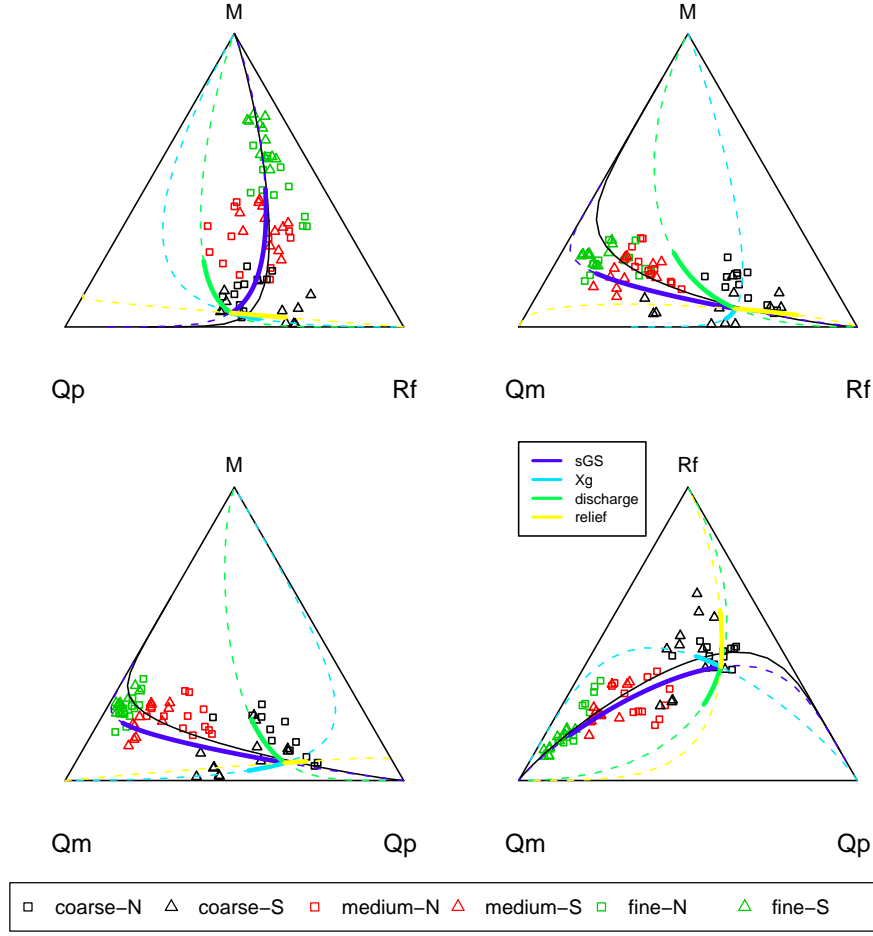 M
M
Qp
Rf
Qm
Rf
M
sGS
Xg
discharge
relief
Rf
Qm
Qp
Qm
Qp
coarse−N
coarse−S
medium−N
medium−S
fine−N
fine−S